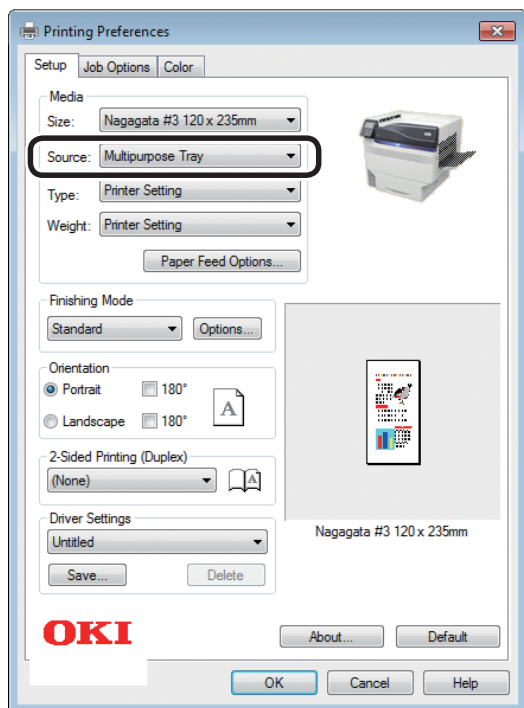 Printing Preferences
Setup Job Options Color
Media
Size: Nagagata #3 120 x 235mm
Source: Multipurpose Tray
Type: Printer Setting
Weight: Printer Setting
Paper Feed Options...
Finishing Mode
Standard Options...
Orientation
Portrait 180°
Landscape 180°
A
2-Sided Printing (Duplex)
(None)
A
Driver Settings
Untitled
Save... Delete
Nagagata #3 120 x 235mm
OKI
About... Default
OK Cancel Help